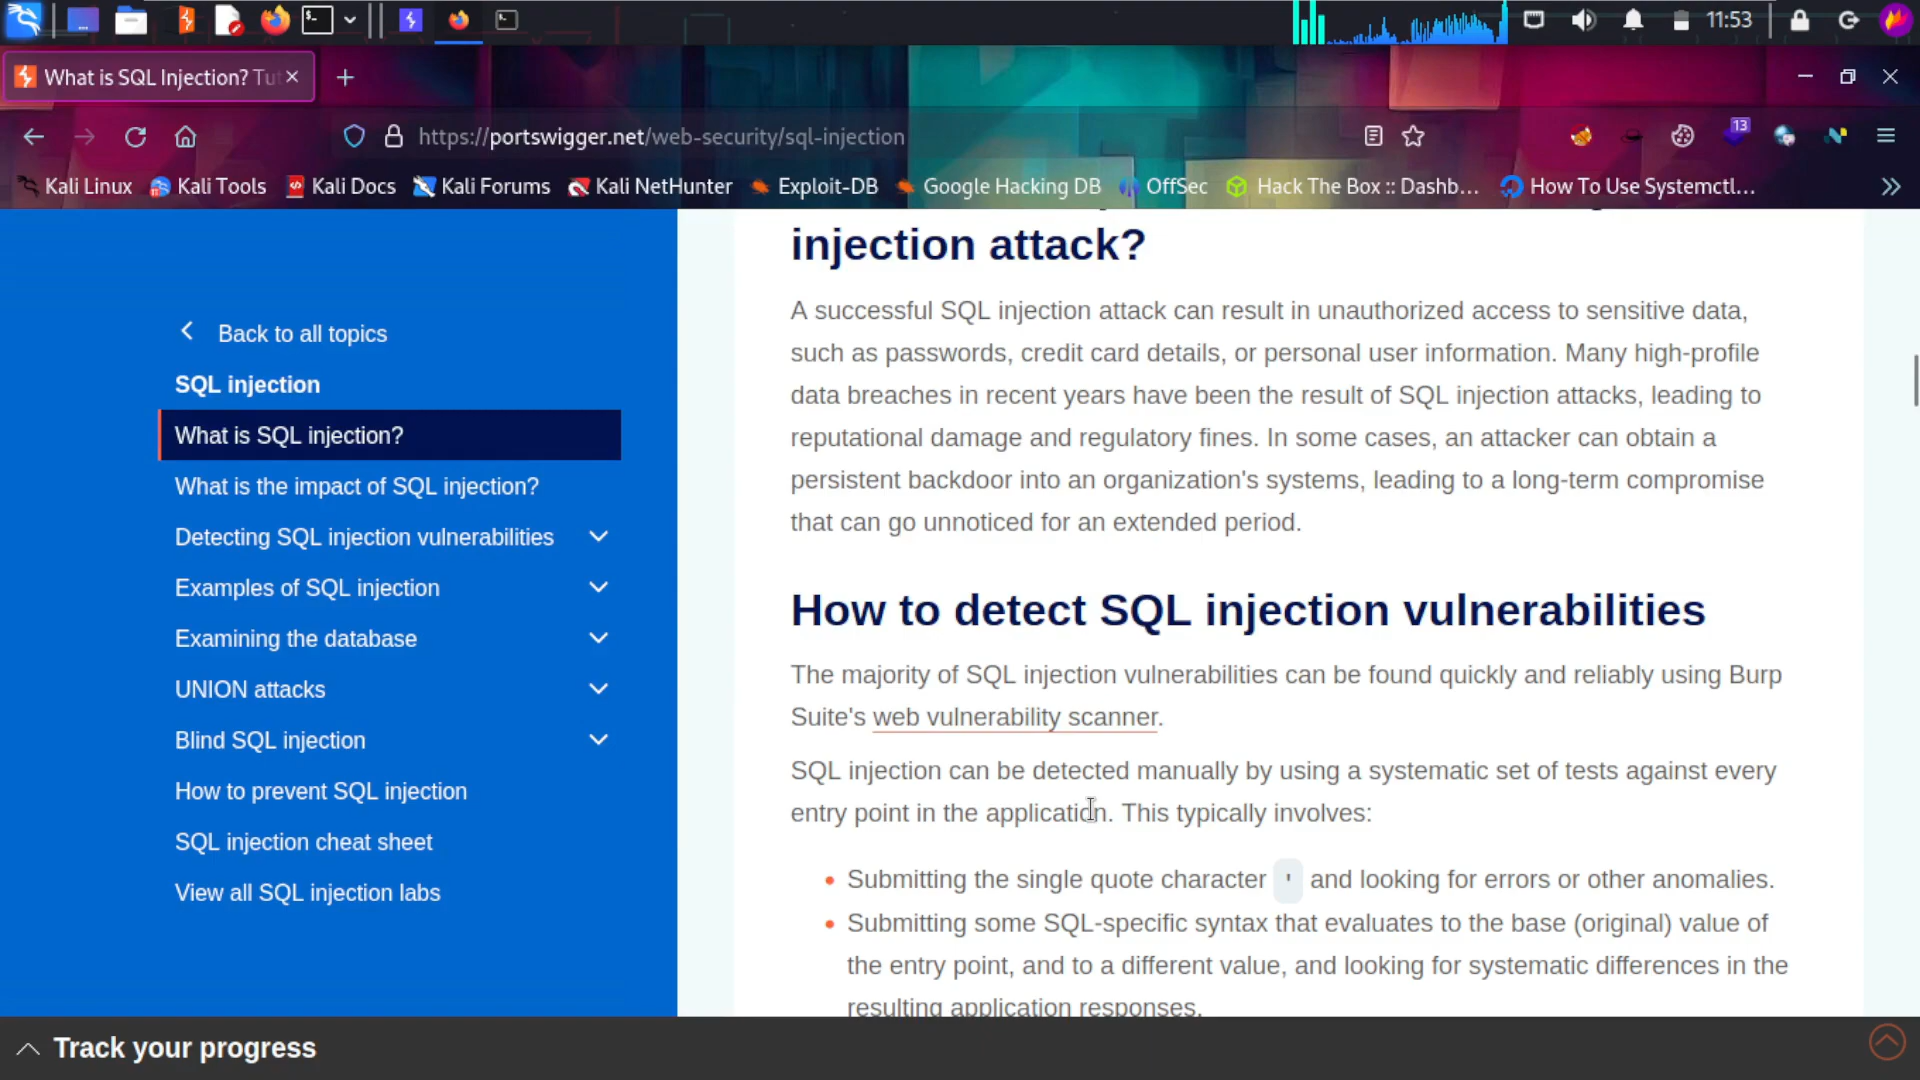 11:53
What is SQL Injection? Tut
https://portswigger.net/web-security/sql-injection
13
Kali Linux
Kali Tools
Kali Docs
Kali Forums
Kali NetHunter
Exploit-DB
Google Hacking DB
OffSec
Hack The Box :: Dashb…
How To Use Systemctl…
Back to all topics
SQL injection
What is SQL injection?
What is the impact of SQL injection?
Detecting SQL injection vulnerabilities
Examples of SQL injection
Examining the database
UNION attacks
Blind SQL injection
How to prevent SQL injection
SQL injection cheat sheet
View all SQL injection labs
injection attack?
A successful SQL injection attack can result in unauthorized access to sensitive data,
such as passwords, credit card details, or personal user information. Many high-profile
data breaches in recent years have been the result of SQL injection attacks, leading to
reputational damage and regulatory fines. In some cases, an attacker can obtain a
persistent backdoor into an organization's systems, leading to a long-term compromise
that can go unnoticed for an extended period.
How to detect SQL injection vulnerabilities
The majority of SQL injection vulnerabilities can be found quickly and reliably using Burp
Suite's web vulnerability scanner.
SQL injection can be detected manually by using a systematic set of tests against every
entry point in the application. This typically involves:
• Submitting the single quote character ' and looking for errors or other anomalies.
• Submitting some SQL-specific syntax that evaluates to the base (original) value of
the entry point, and to a different value, and looking for systematic differences in the
resulting application responses.
Track your progress